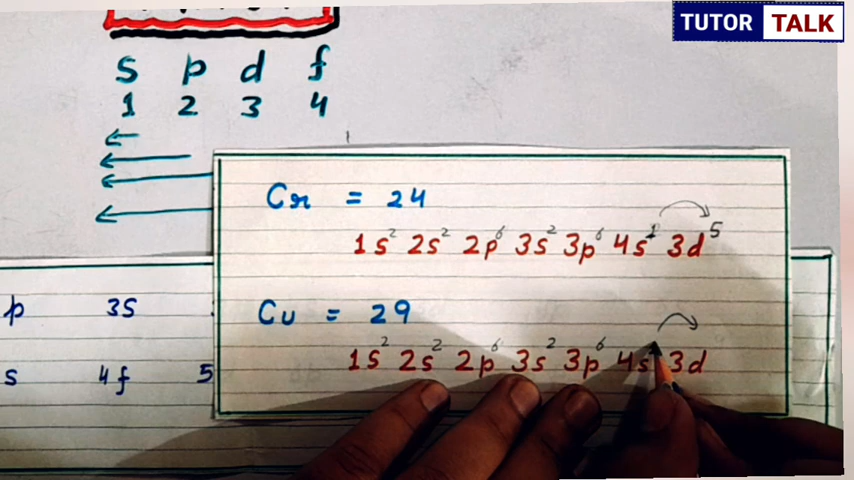 TUTOR TALK
s p d f
1 2 3 4
Cr = 24
1s² 2s² 2p⁶ 3s² 3p⁶ 4s¹ 3d⁵
Cu = 29
1s² 2s² 2p⁶ 3s² 3p⁶ 4s 3d
p 3s
s 4f 5